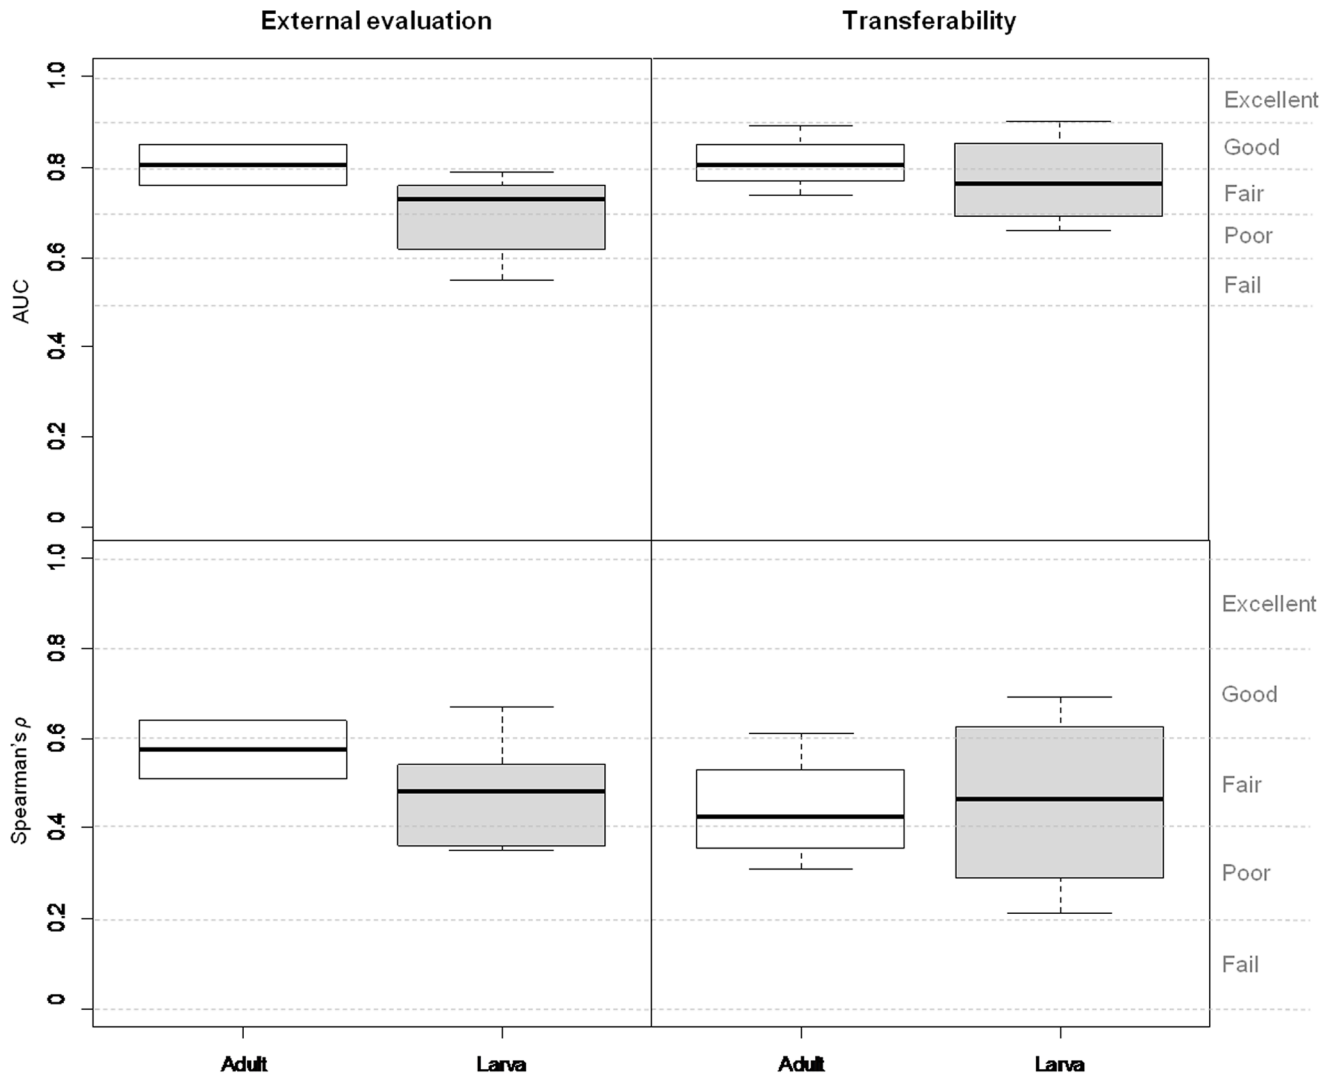 External evaluation
Transferability
1.0
0.8
0.6
0.4
0.2
0
AUC
Excellent
Good
Fair
Poor
Fail
1.0
0.8
0.6
0.4
0.2
0
Spearman's ρ
Excellent
Good
Fair
Poor
Fail
Adult
Larva
Adult
Larva